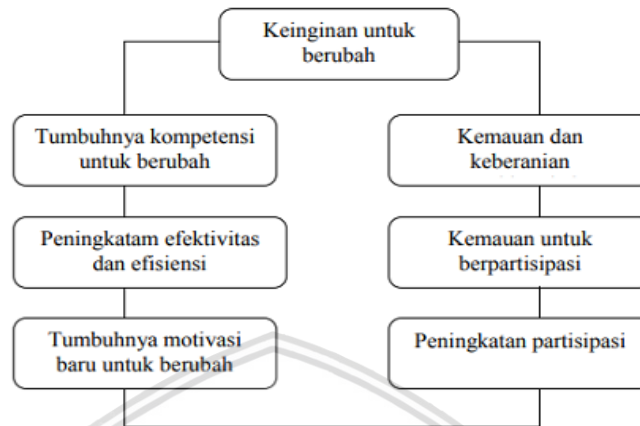 Keinginan untuk
berubah
Tumbuhnya kompetensi
untuk berubah
Kemauan dan
keberanian
Peningkatam efektivitas
dan efisiensi
Kemauan untuk
berpartisipasi
Tumbuhnya motivasi
baru untuk berubah
Peningkatan partisipasi